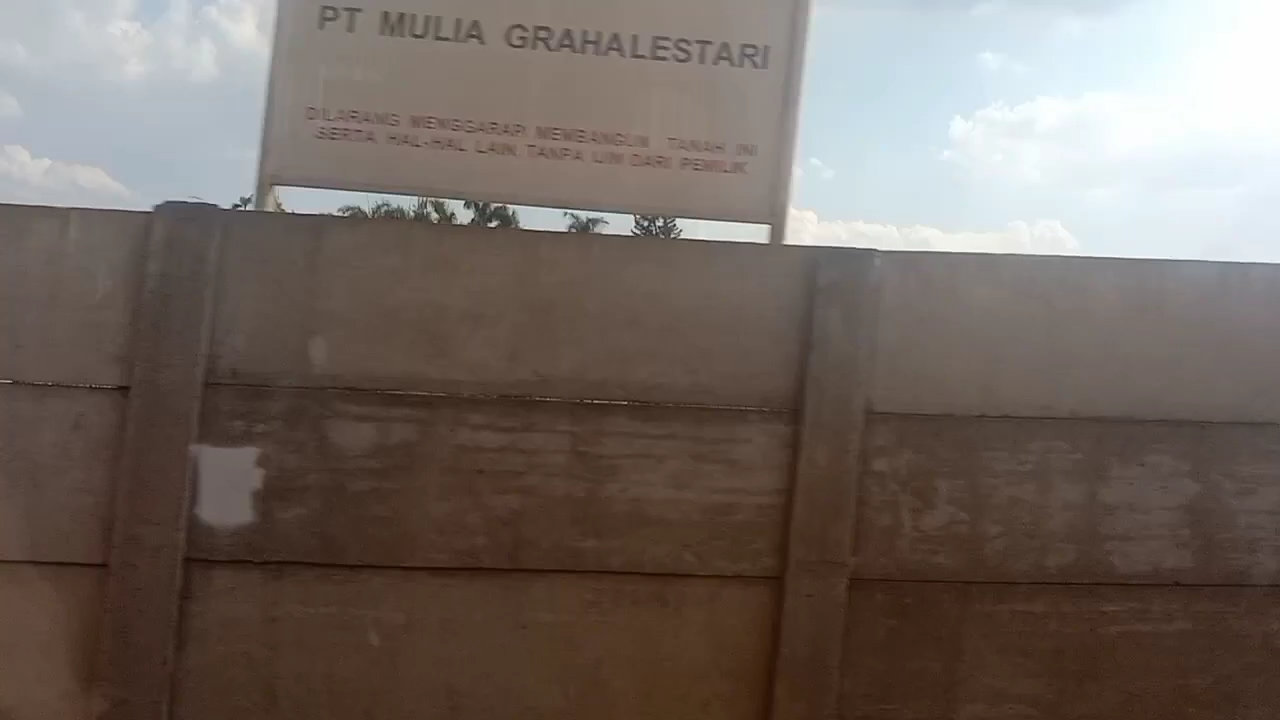 PT MULIA GRAHALESTARI
DILARANG MENGGARAP MEMBANGUN TANAH INI
SERTA HAL-HAL LAIN TANPA IJIN DARI PEMILIK